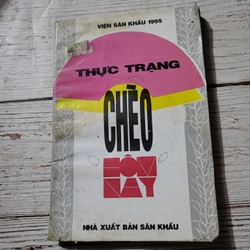 VIỆN SÂN KHẤU 1995
THỰC TRẠNG
CHÈO
HÔM
NAY
NHÀ XUẤT BẢN SÂN KHẤU